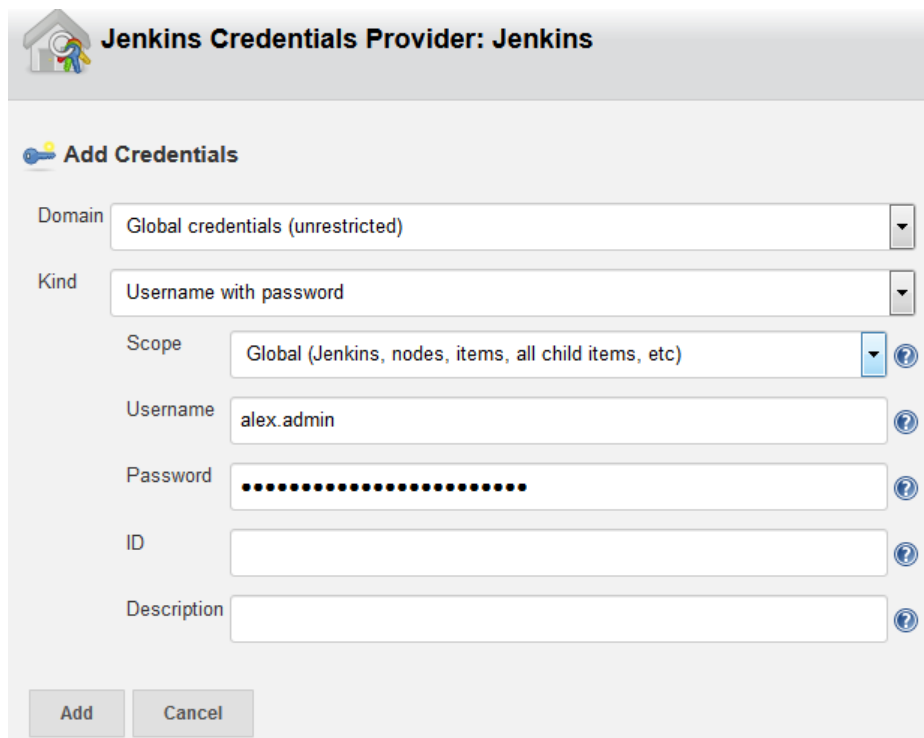 Jenkins Credentials Provider: Jenkins
Add Credentials
Domain Global credentials (unrestricted)
Kind Username with password
Scope Global (Jenkins, nodes, items, all child items, etc)
Username alex.admin
Password ••••••••••••••••••••••••
ID
Description
Add Cancel